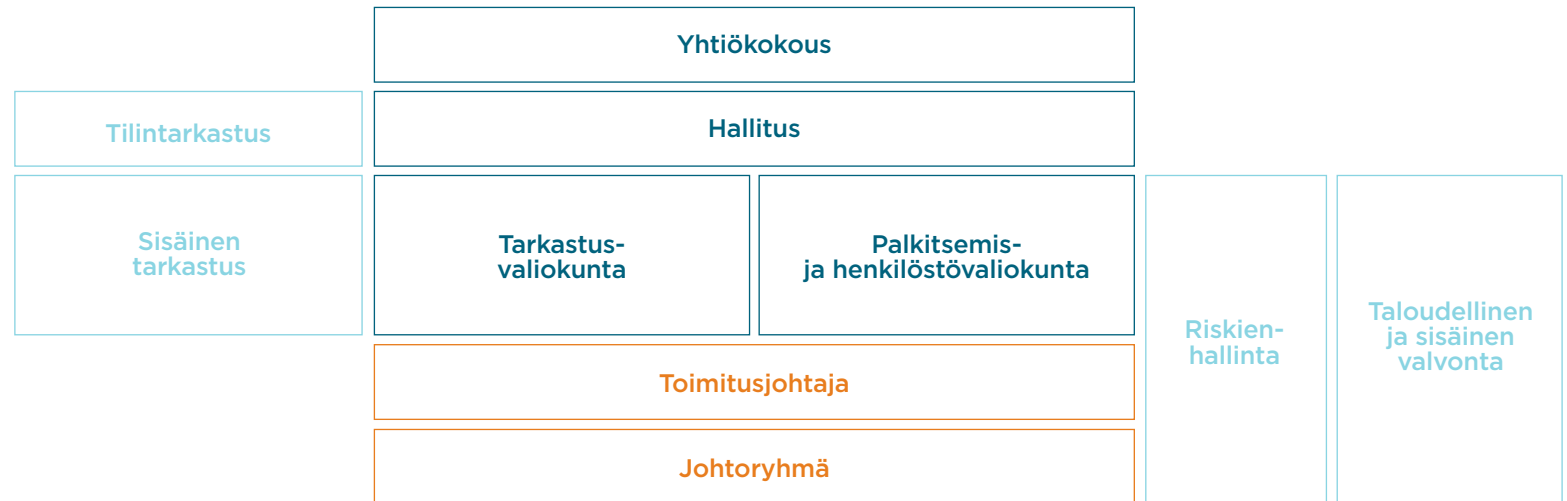 Yhtiökokous
Tilintarkastus
Hallitus
Sisäinen
tarkastus
Tarkastus-
valiokunta
Palkitsemis-
ja henkilöstövaliokunta
Riskien-
hallinta
Taloudellinen
ja sisäinen
valvonta
Toimitusjohtaja
Johtoryhmä